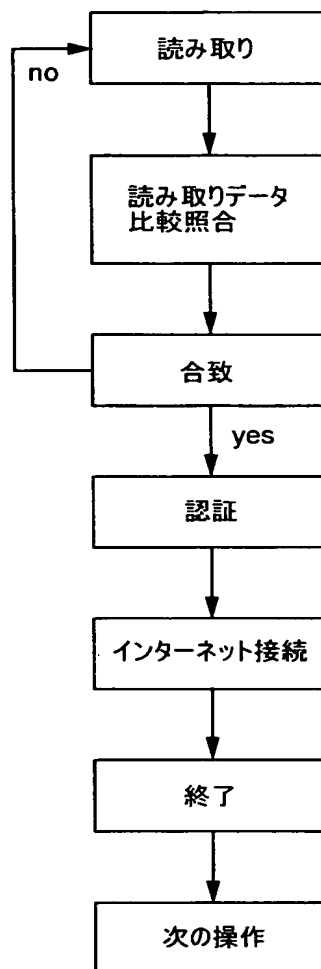 読み取り
no
読み取りデータ
比較照合
合致
yes
認証
インターネット接続
終了
次の操作